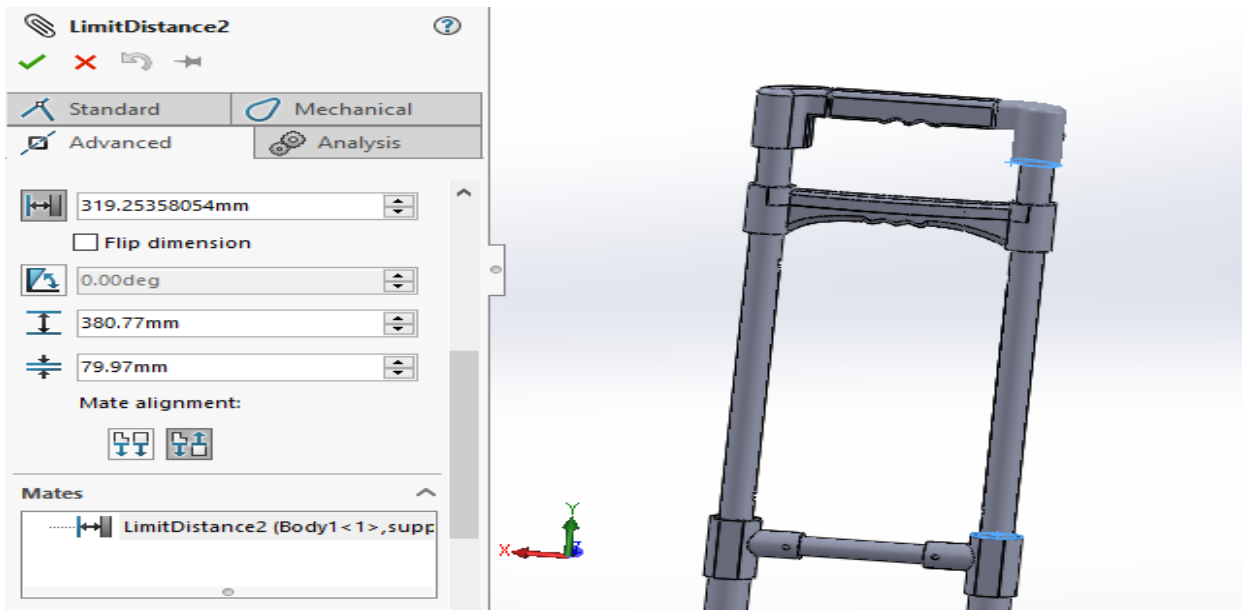 LimitDistance2
?
Standard
Mechanical
Advanced
Analysis
319.25358054mm
Flip dimension
0.00deg
380.77mm
79.97mm
Mate alignment:
Mates
LimitDistance2 (Body1<1>,supp
Y
X
Z